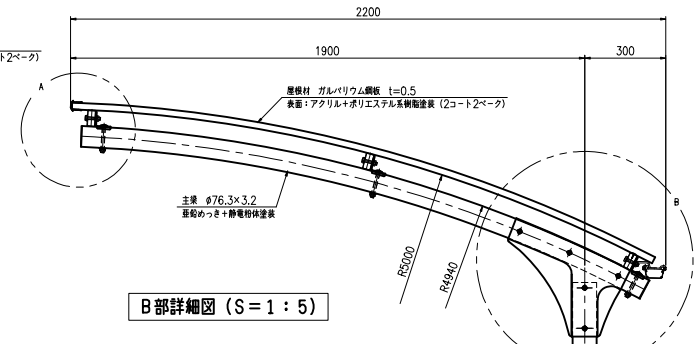 2200
1900
300
ト2ベーク)
A
屋根材 ガルバリウム鋼板 t=0.5
表面：アクリル+ポリエステル系樹脂塗装 (2コート2ベーク)
主梁 φ76.3×3.2
亜鉛めっき+静電粉体塗装
B
R5000
R4940
B部詳細図 (S=1：5)